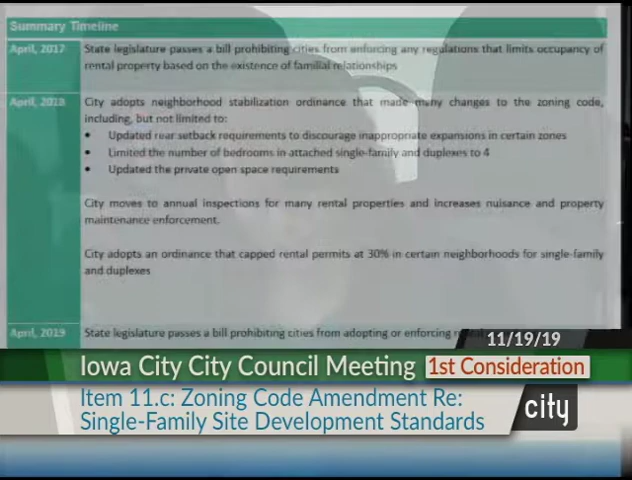 Summary Timeline
April, 2017
State legislature passes a bill prohibiting cities from enforcing any regulations that limits occupancy of
rental property based on the existence of familial relationships
April, 2018
City adopts neighborhood stabilization ordinance that made many changes to the zoning code,
including, but not limited to:
• Updated rear setback requirements to discourage inappropriate expansions in certain zones
• Limited the number of bedrooms in attached single-family and duplexes to 4
• Updated the private open space requirements
City moves to annual inspections for many rental properties and increases nuisance and property
maintenance enforcement.
City adopts an ordinance that capped rental permits at 30% in certain neighborhoods for single-family
and duplexes
April, 2019
State legislature passes a bill prohibiting cities from adopting or enforcing
11/19/19
Iowa City City Council Meeting 1st Consideration
Item 11.c: Zoning Code Amendment Re:
Single-Family Site Development Standards
city